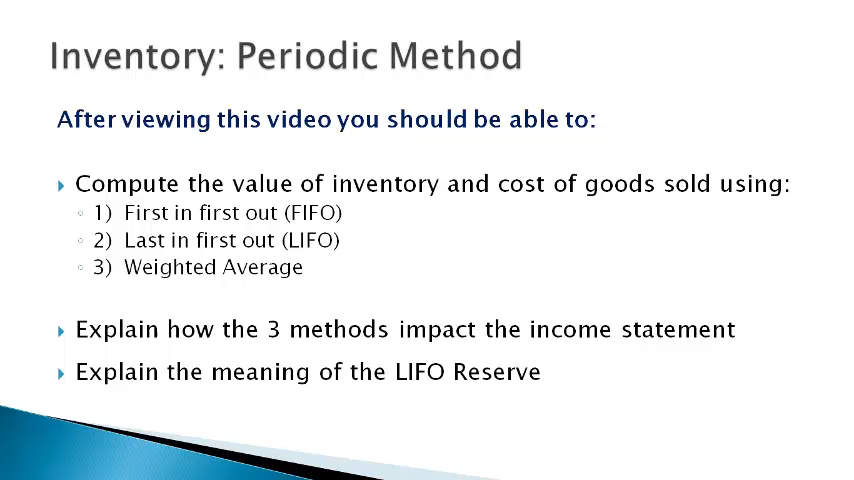 Inventory: Periodic Method
After viewing this video you should be able to:
Compute the value of inventory and cost of goods sold using:
1) First in first out (FIFO)
2) Last in first out (LIFO)
3) Weighted Average
Explain how the 3 methods impact the income statement
Explain the meaning of the LIFO Reserve